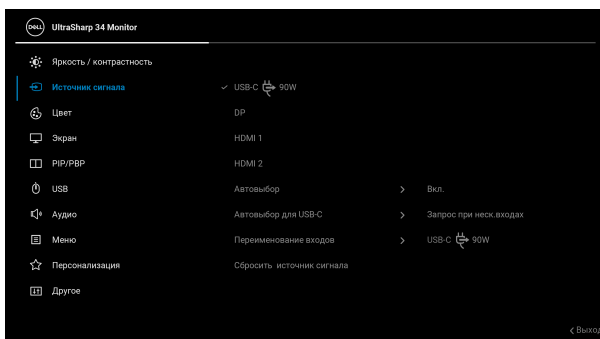 DELL UltraSharp 34 Monitor
Яркость / контрастность
Источник сигнала USB-C 90W
Цвет DP
Экран HDMI 1
PIP/PBP HDMI 2
USB Автовыбор Вкл.
Аудио Автовыбор для USB-C Запрос при неск.входах
Меню Переименование входов USB-C 90W
Персонализация Сбросить источник сигнала
Другое
Выход